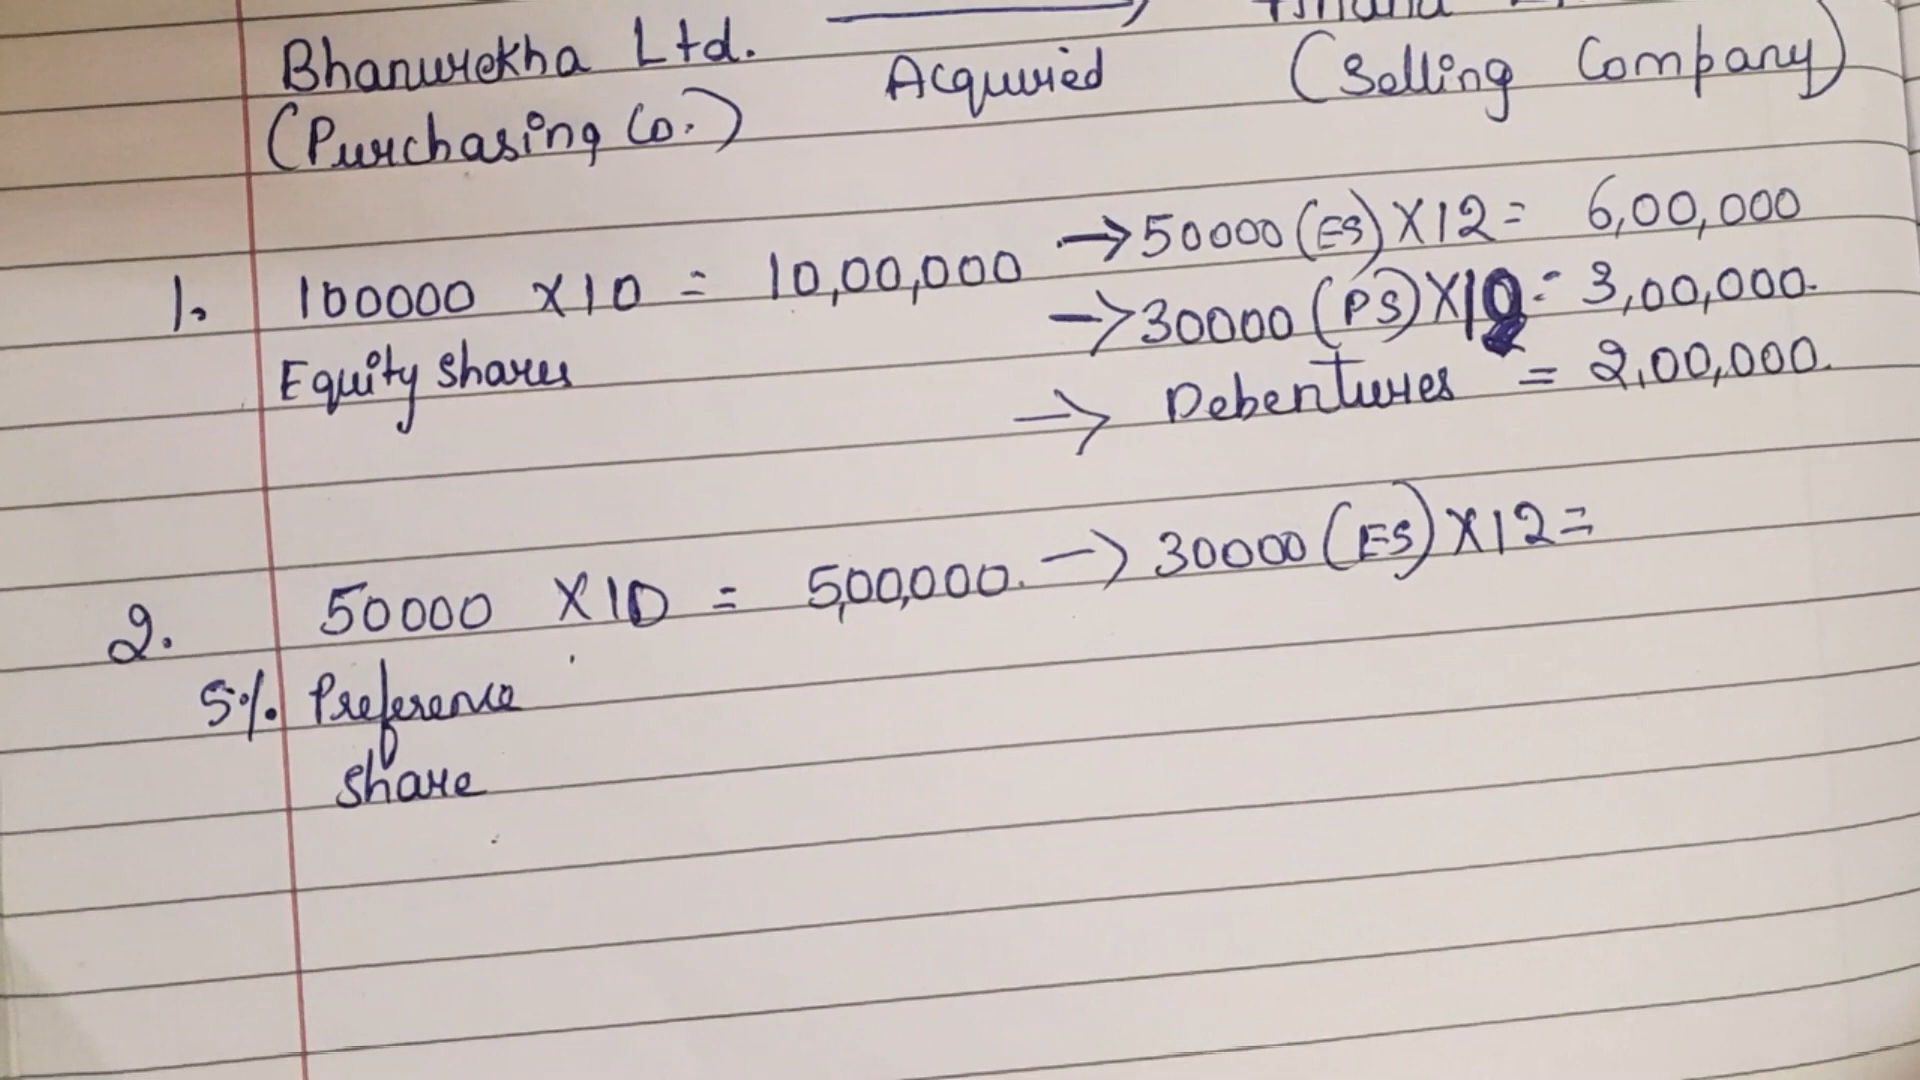 Bhanurekha Ltd.
(Purchasing Co.)
Acquried
(Selling Company)
1. 100000 X10 = 10,00,000 → 50000 (ES) X12 = 6,00,000
→ 30000 (PS) X10 = 3,00,000.
Equity shares
→ Debentures = 2,00,000.
2. 50000 X10 = 5,00,000. → 30000 (ES) X12 =
5% Preference
share